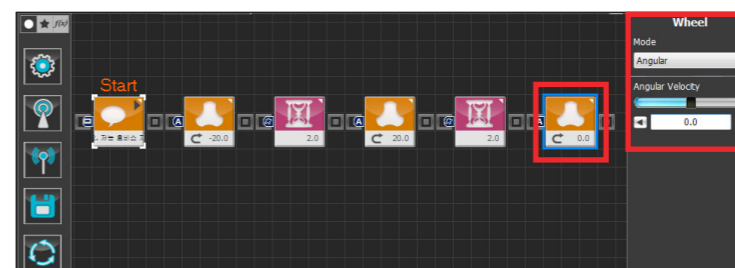 f(x)
Wheel
Mode
Angular
Angular Velocity
0.0
Start
A
A
A
-20.0
2.0
20.0
2.0
0.0